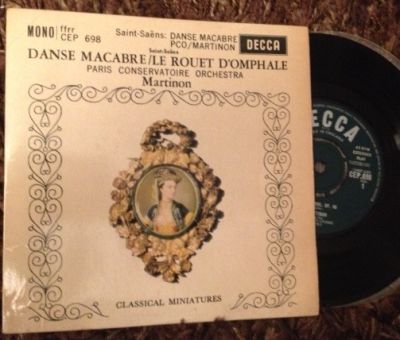 MONO ffrr
CEP 698
Saint-Saëns: DANSE MACABRE
PCO/MARTINON
DECCA
Saint-Saëns
DANSE MACABRE/LE ROUET D'OMPHALE
PARIS CONSERVATOIRE ORCHESTRA
Martinon
CLASSICAL MINIATURES
DECCA
CEP.698
1